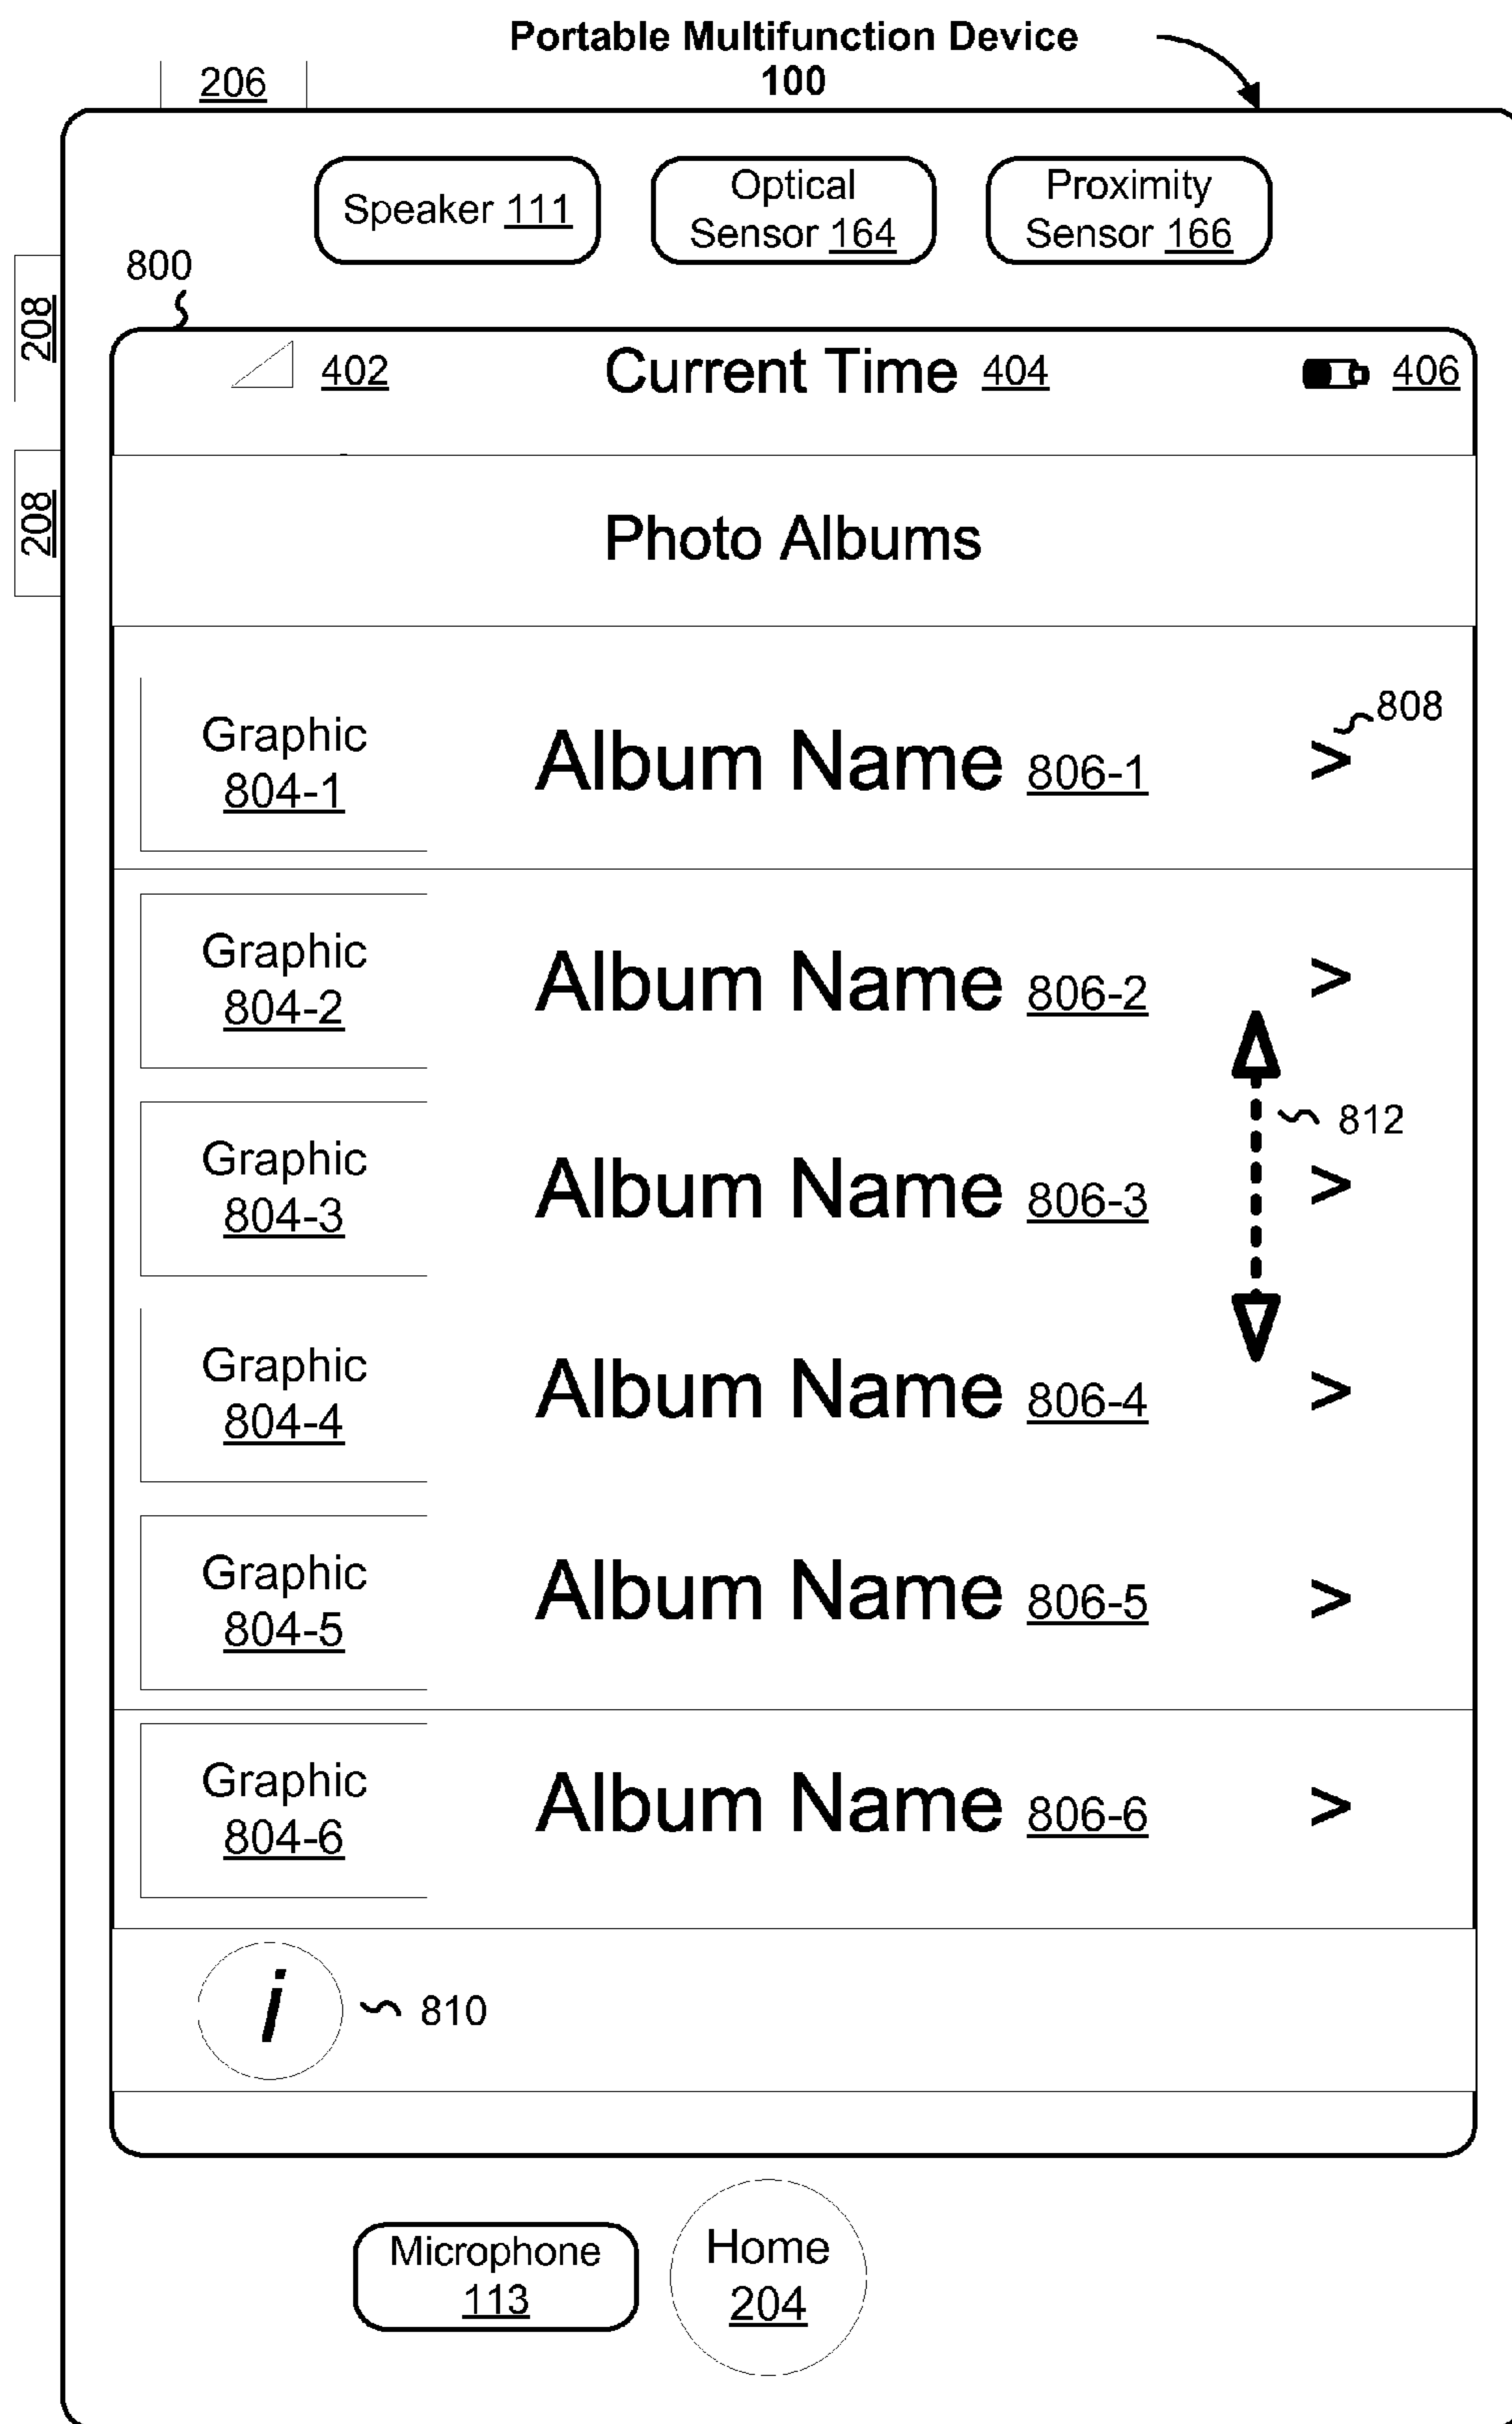 Portable Multifunction Device
100
206
Speaker 111
Optical
Sensor 164
Proximity
Sensor 166
800
208
402
Current Time 404
406
208
Photo Albums
Graphic
804-1
Album Name 806-1
>
808
Graphic
804-2
Album Name 806-2
>
812
Graphic
804-3
Album Name 806-3
>
Graphic
804-4
Album Name 806-4
>
Graphic
804-5
Album Name 806-5
>
Graphic
804-6
Album Name 806-6
>
i
810
Microphone
113
Home
204